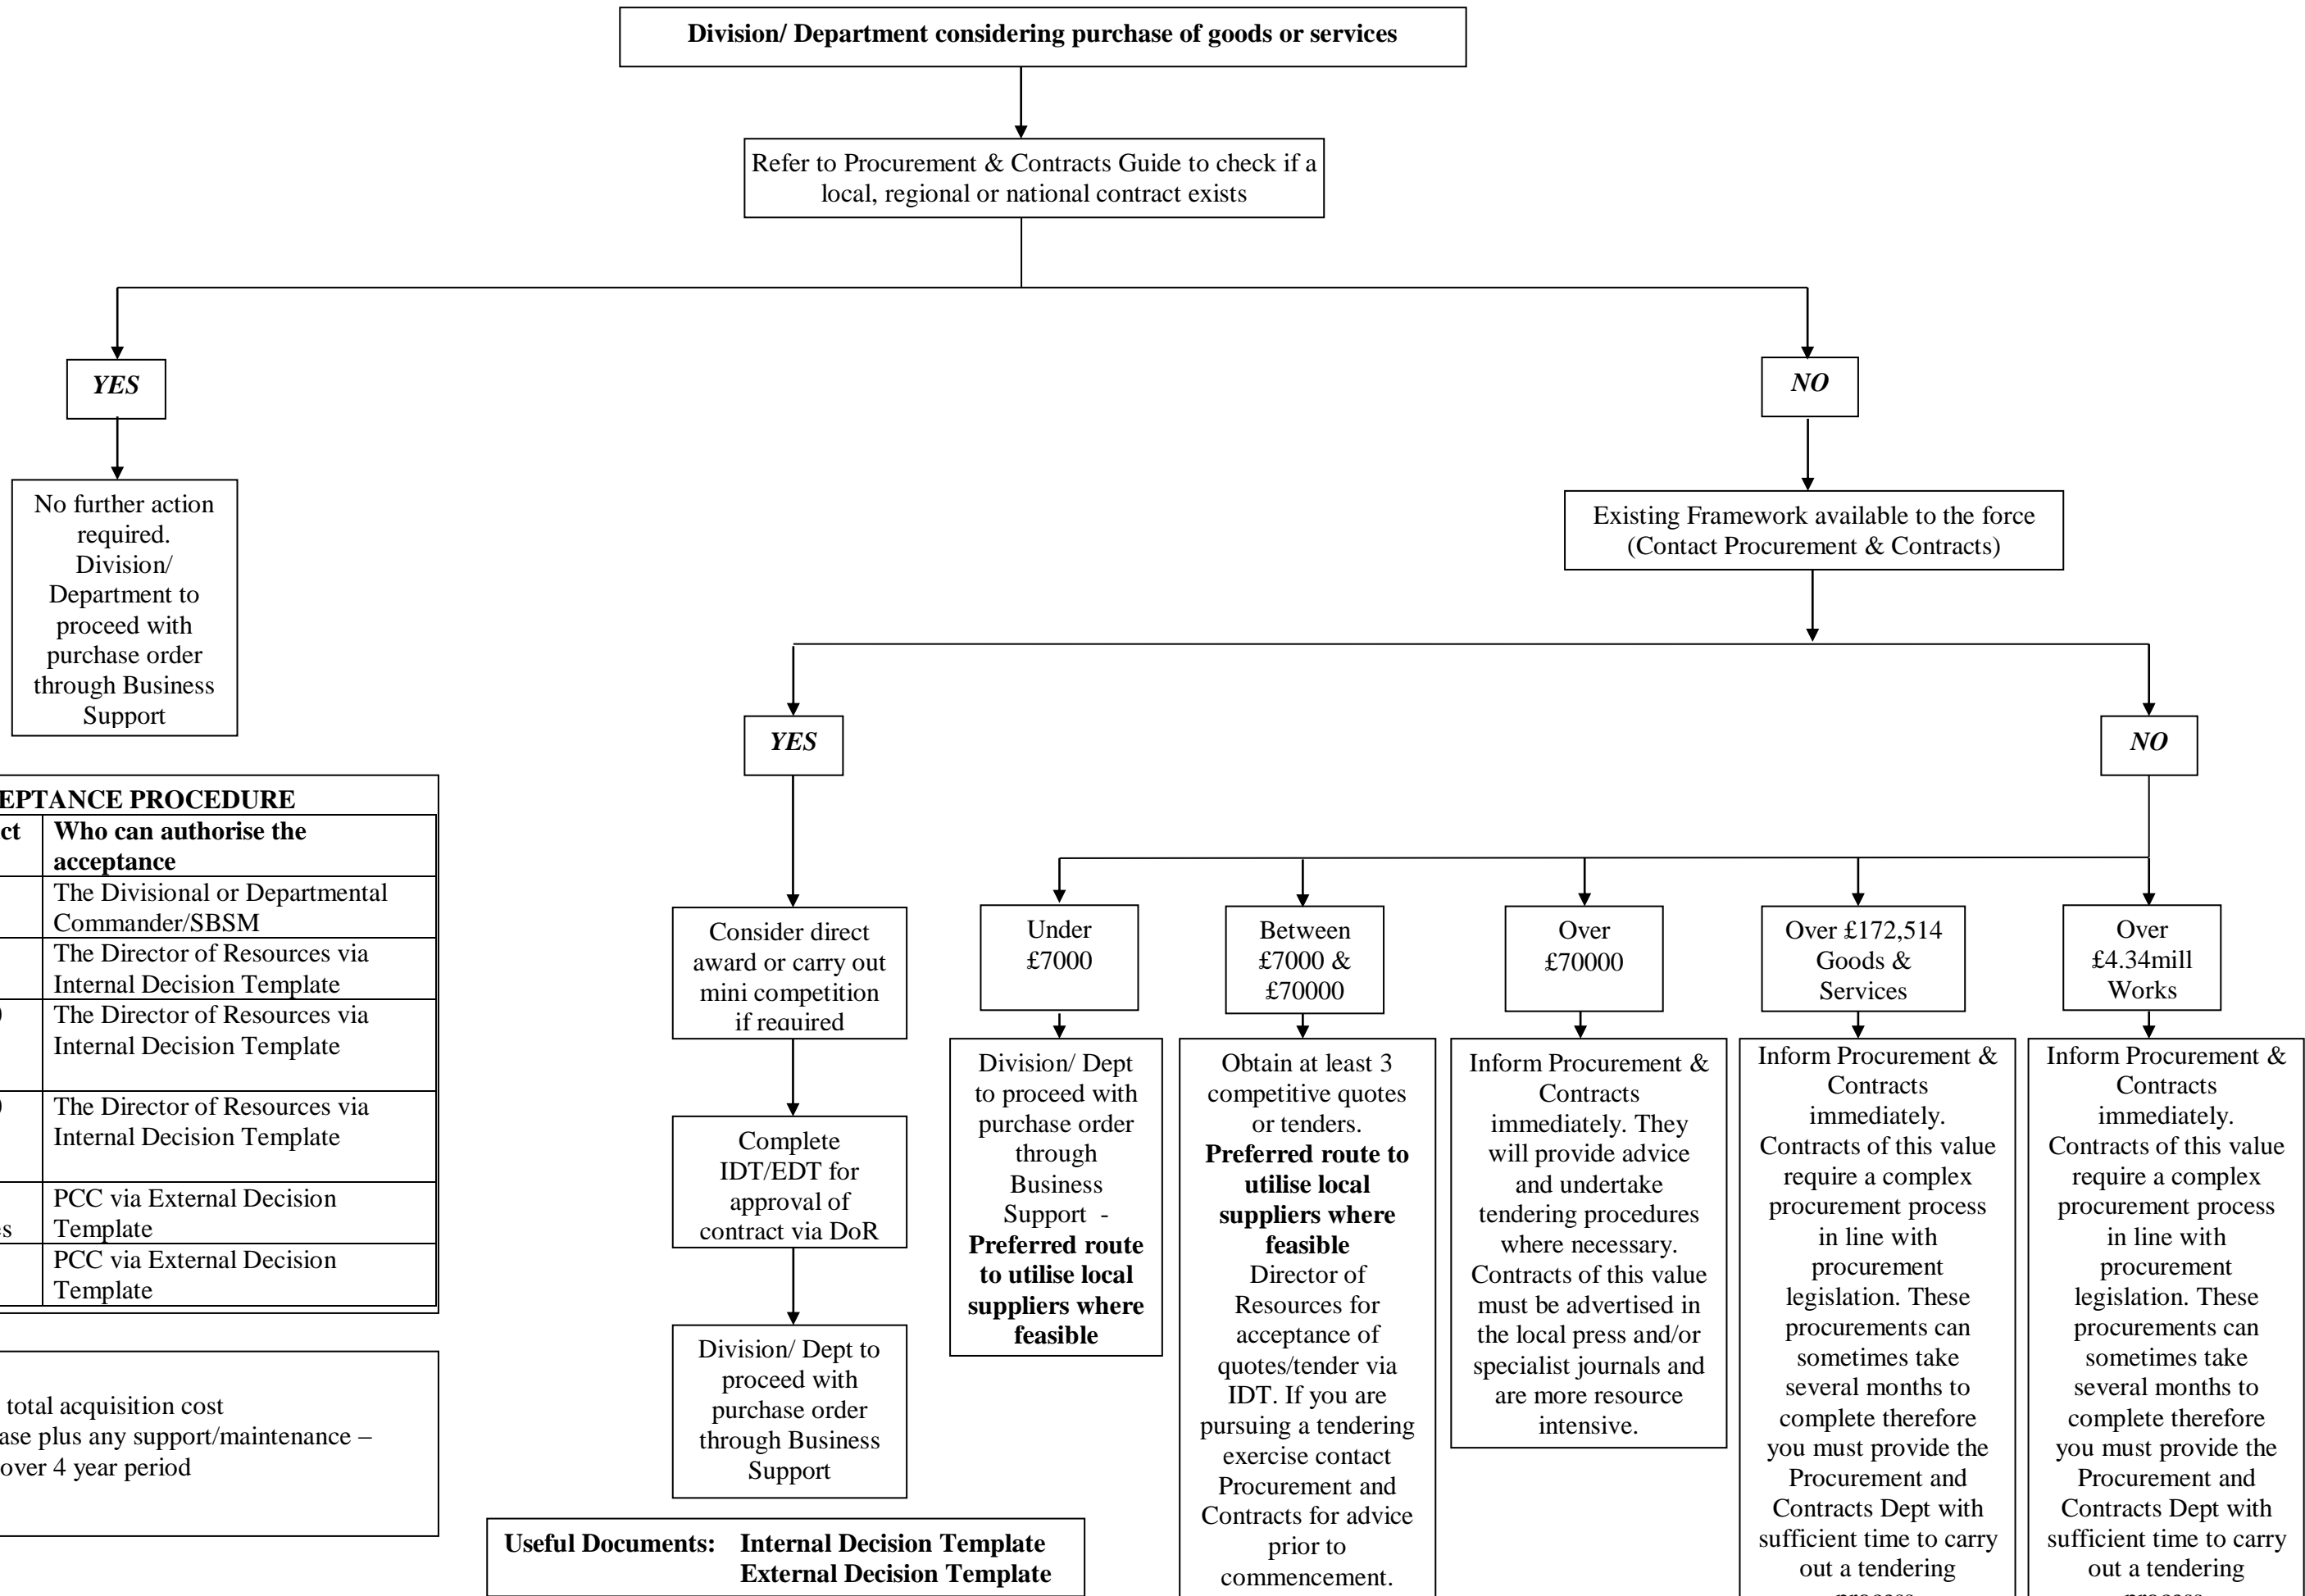 Division/ Department considering purchase of goods or services
Refer to Procurement & Contracts Guide to check if a
local, regional or national contract exists
YES
NO
No further action
required.
Division/
Department to
proceed with
purchase order
through Business
Support
Existing Framework available to the force
(Contact Procurement & Contracts)
YES
NO
EPTANCE PROCEDURE
ct
Who can authorise the
acceptance
The Divisional or Departmental
Commander/SBSM
The Director of Resources via
Internal Decision Template
The Director of Resources via
Internal Decision Template
The Director of Resources via
Internal Decision Template
PCC via External Decision
Template
PCC via External Decision
Template
total acquisition cost
ase plus any support/maintenance –
over 4 year period
Consider direct
award or carry out
mini competition
if required
Complete
IDT/EDT for
approval of
contract via DoR
Division/ Dept to
proceed with
purchase order
through Business
Support
Under
£7000
Division/ Dept
to proceed with
purchase order
through
Business
Support -
Preferred route
to utilise local
suppliers where
feasible
Between
£7000 &
£70000
Obtain at least 3
competitive quotes
or tenders.
Preferred route to
utilise local
suppliers where
feasible
Director of
Resources for
acceptance of
quotes/tender via
IDT. If you are
pursuing a tendering
exercise contact
Procurement and
Contracts for advice
prior to
commencement.
Over
£70000
Inform Procurement &
Contracts
immediately. They
will provide advice
and undertake
tendering procedures
where necessary.
Contracts of this value
must be advertised in
the local press and/or
specialist journals and
are more resource
intensive.
Over £172,514
Goods &
Services
Inform Procurement &
Contracts
immediately.
Contracts of this value
require a complex
procurement process
in line with
procurement
legislation. These
procurements can
sometimes take
several months to
complete therefore
you must provide the
Procurement and
Contracts Dept with
sufficient time to carry
out a tendering
Over
£4.34mill
Works
Inform Procurement &
Contracts
immediately.
Contracts of this value
require a complex
procurement process
in line with
procurement
legislation. These
procurements can
sometimes take
several months to
complete therefore
you must provide the
Procurement and
Contracts Dept with
sufficient time to carry
out a tendering
Useful Documents: Internal Decision Template
External Decision Template